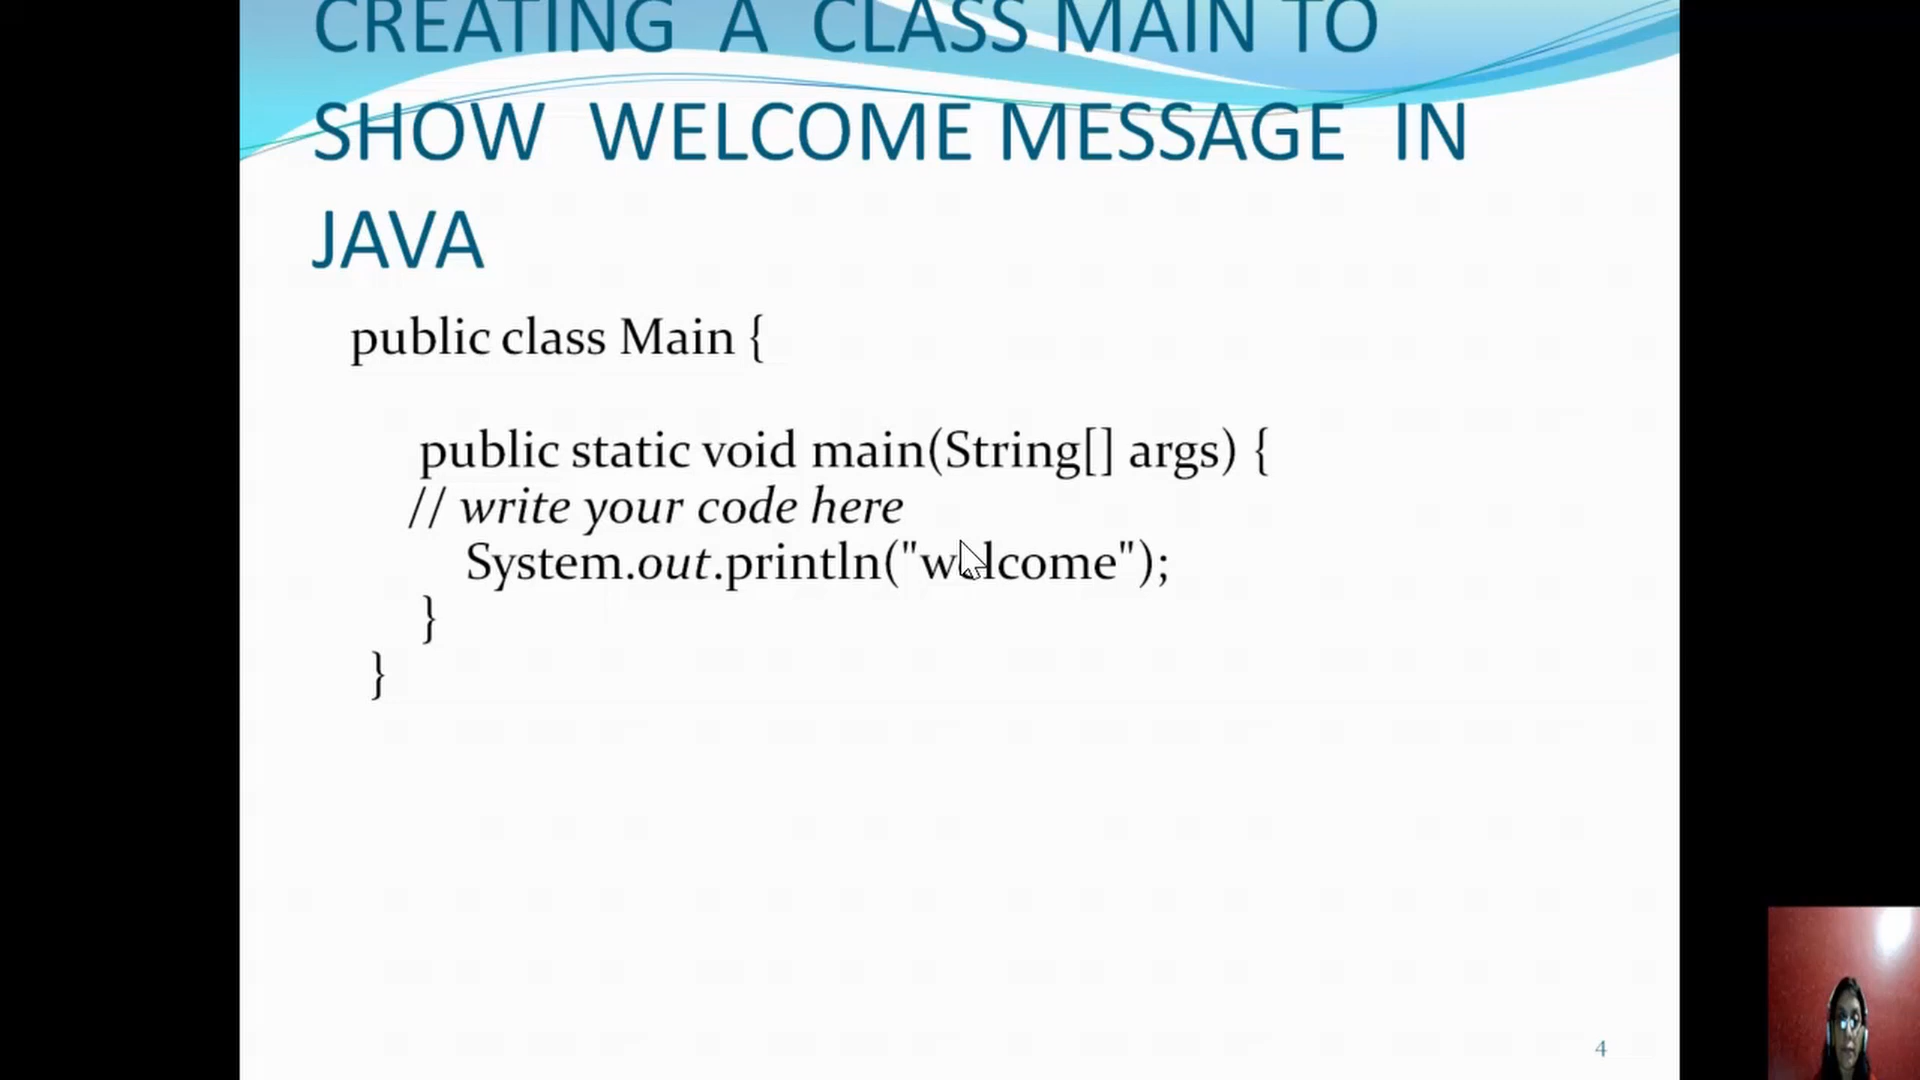 CREATING A CLASS MAIN TO
SHOW WELCOME MESSAGE IN
JAVA
public class Main {
public static void main(String[] args) {
// write your code here
System.out.println("welcome");
}
}
4